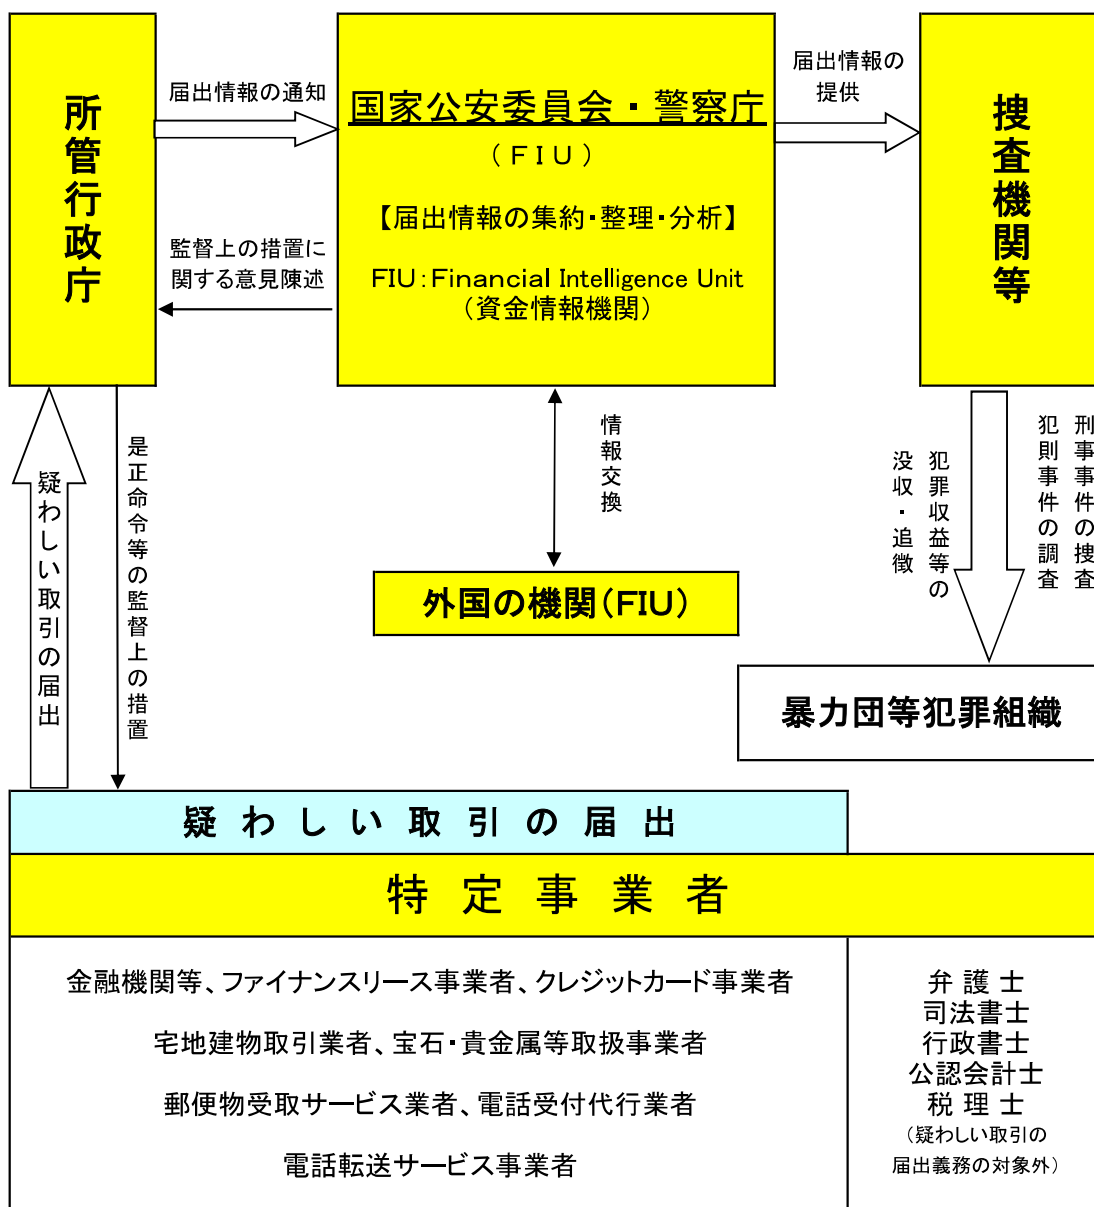 所管行政庁
届出情報の通知
監督上の措置に
関する意見陳述
国家公安委員会・警察庁
(FIU)
【届出情報の集約・整理・分析】
FIU:Financial Intelligence Unit
(資金情報機関)
届出情報の
提供
捜査機関等
疑わしい取引の届出
是正命令等の監督上の措置
情報交換
外国の機関(FIU)
刑事事件の捜査
犯則事件の調査
犯罪収益等の
没収・追徴
暴力団等犯罪組織
疑わしい取引の届出
特定事業者
金融機関等、ファイナンスリース事業者、クレジットカード事業者
宅地建物取引業者、宝石・貴金属等取扱事業者
郵便物受取サービス業者、電話受付代行業者
電話転送サービス事業者
弁護士
司法書士
行政書士
公認会計士
税理士
(疑わしい取引の
届出義務の対象外)